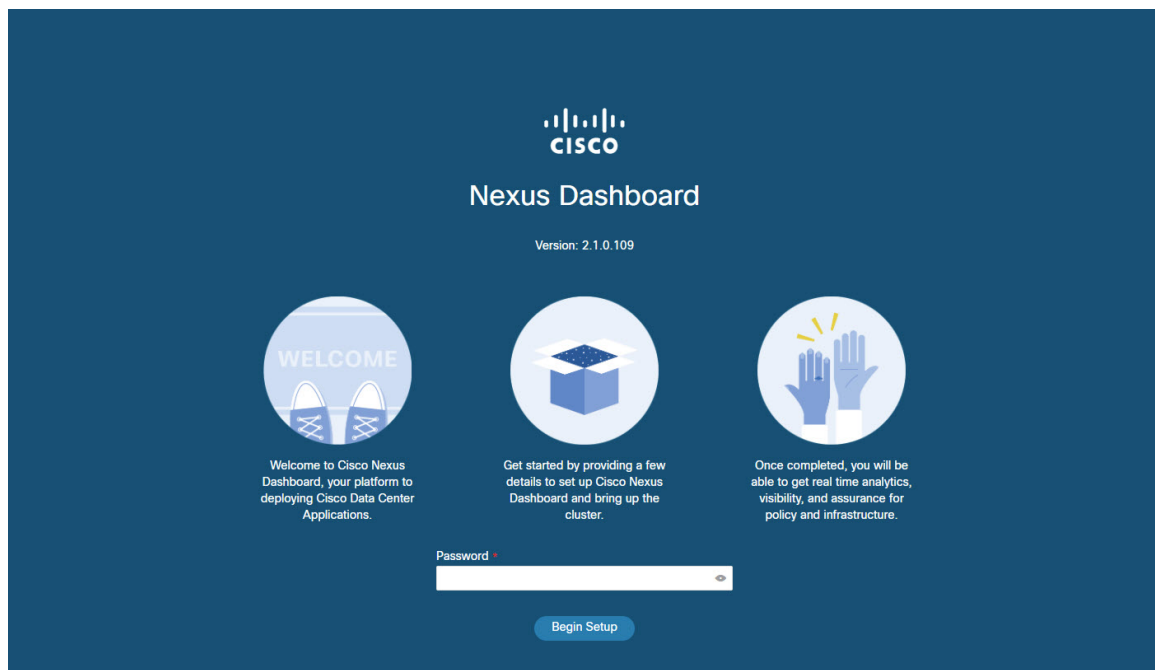 CISCO
Nexus Dashboard
Version: 2.1.0.109
WELCOME
Welcome to Cisco Nexus
Dashboard, your platform to
deploying Cisco Data Center
Applications.
Get started by providing a few
details to set up Cisco Nexus
Dashboard and bring up the
cluster.
Once completed, you will be
able to get real time analytics,
visibility, and assurance for
policy and infrastructure.
Password *
Begin Setup